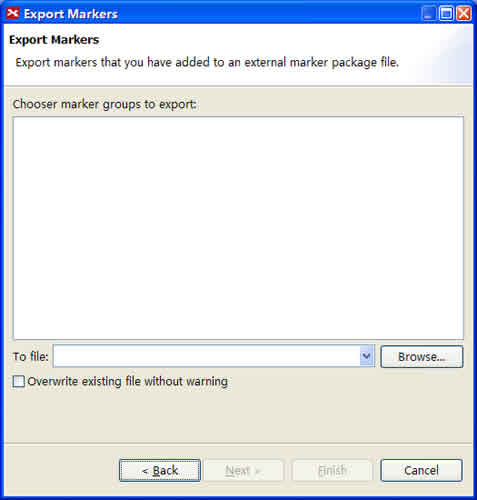 Export Markers
Export Markers
Export markers that you have added to an external marker package file.
Chooser marker groups to export:
To file:
Browse...
Overwrite existing file without warning
< Back
Next >
Finish
Cancel